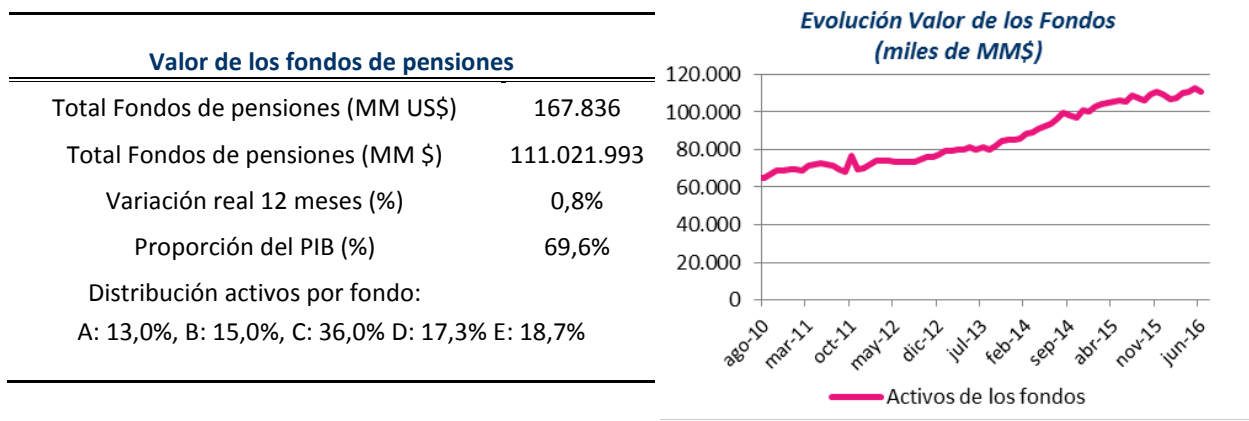 Valor de los fondos de pensiones
Total Fondos de pensiones (MM US$) 167.836
Total Fondos de pensiones (MM $) 111.021.993
Variación real 12 meses (%) 0,8%
Proporción del PIB (%) 69,6%
Distribución activos por fondo:
A: 13,0%, B: 15,0%, C: 36,0% D: 17,3% E: 18,7%
Evolución Valor de los Fondos
(miles de MM$)
120.000
100.000
80.000
60.000
40.000
20.000
0
ago-10 mar-11 oct-11 may-12 dic-12 jul-13 feb-14 sep-14 abr-15 nov-15 jun-16
Activos de los fondos